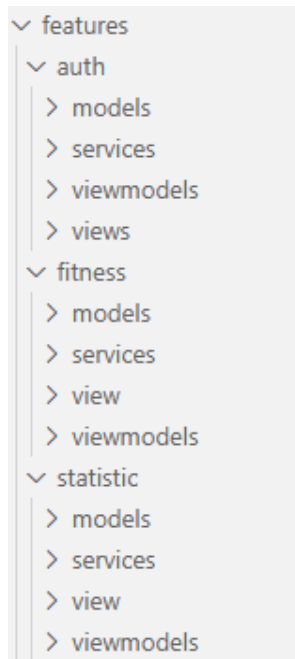 features
auth
models
services
viewmodels
views
fitness
models
services
view
viewmodels
statistic
models
services
view
viewmodels